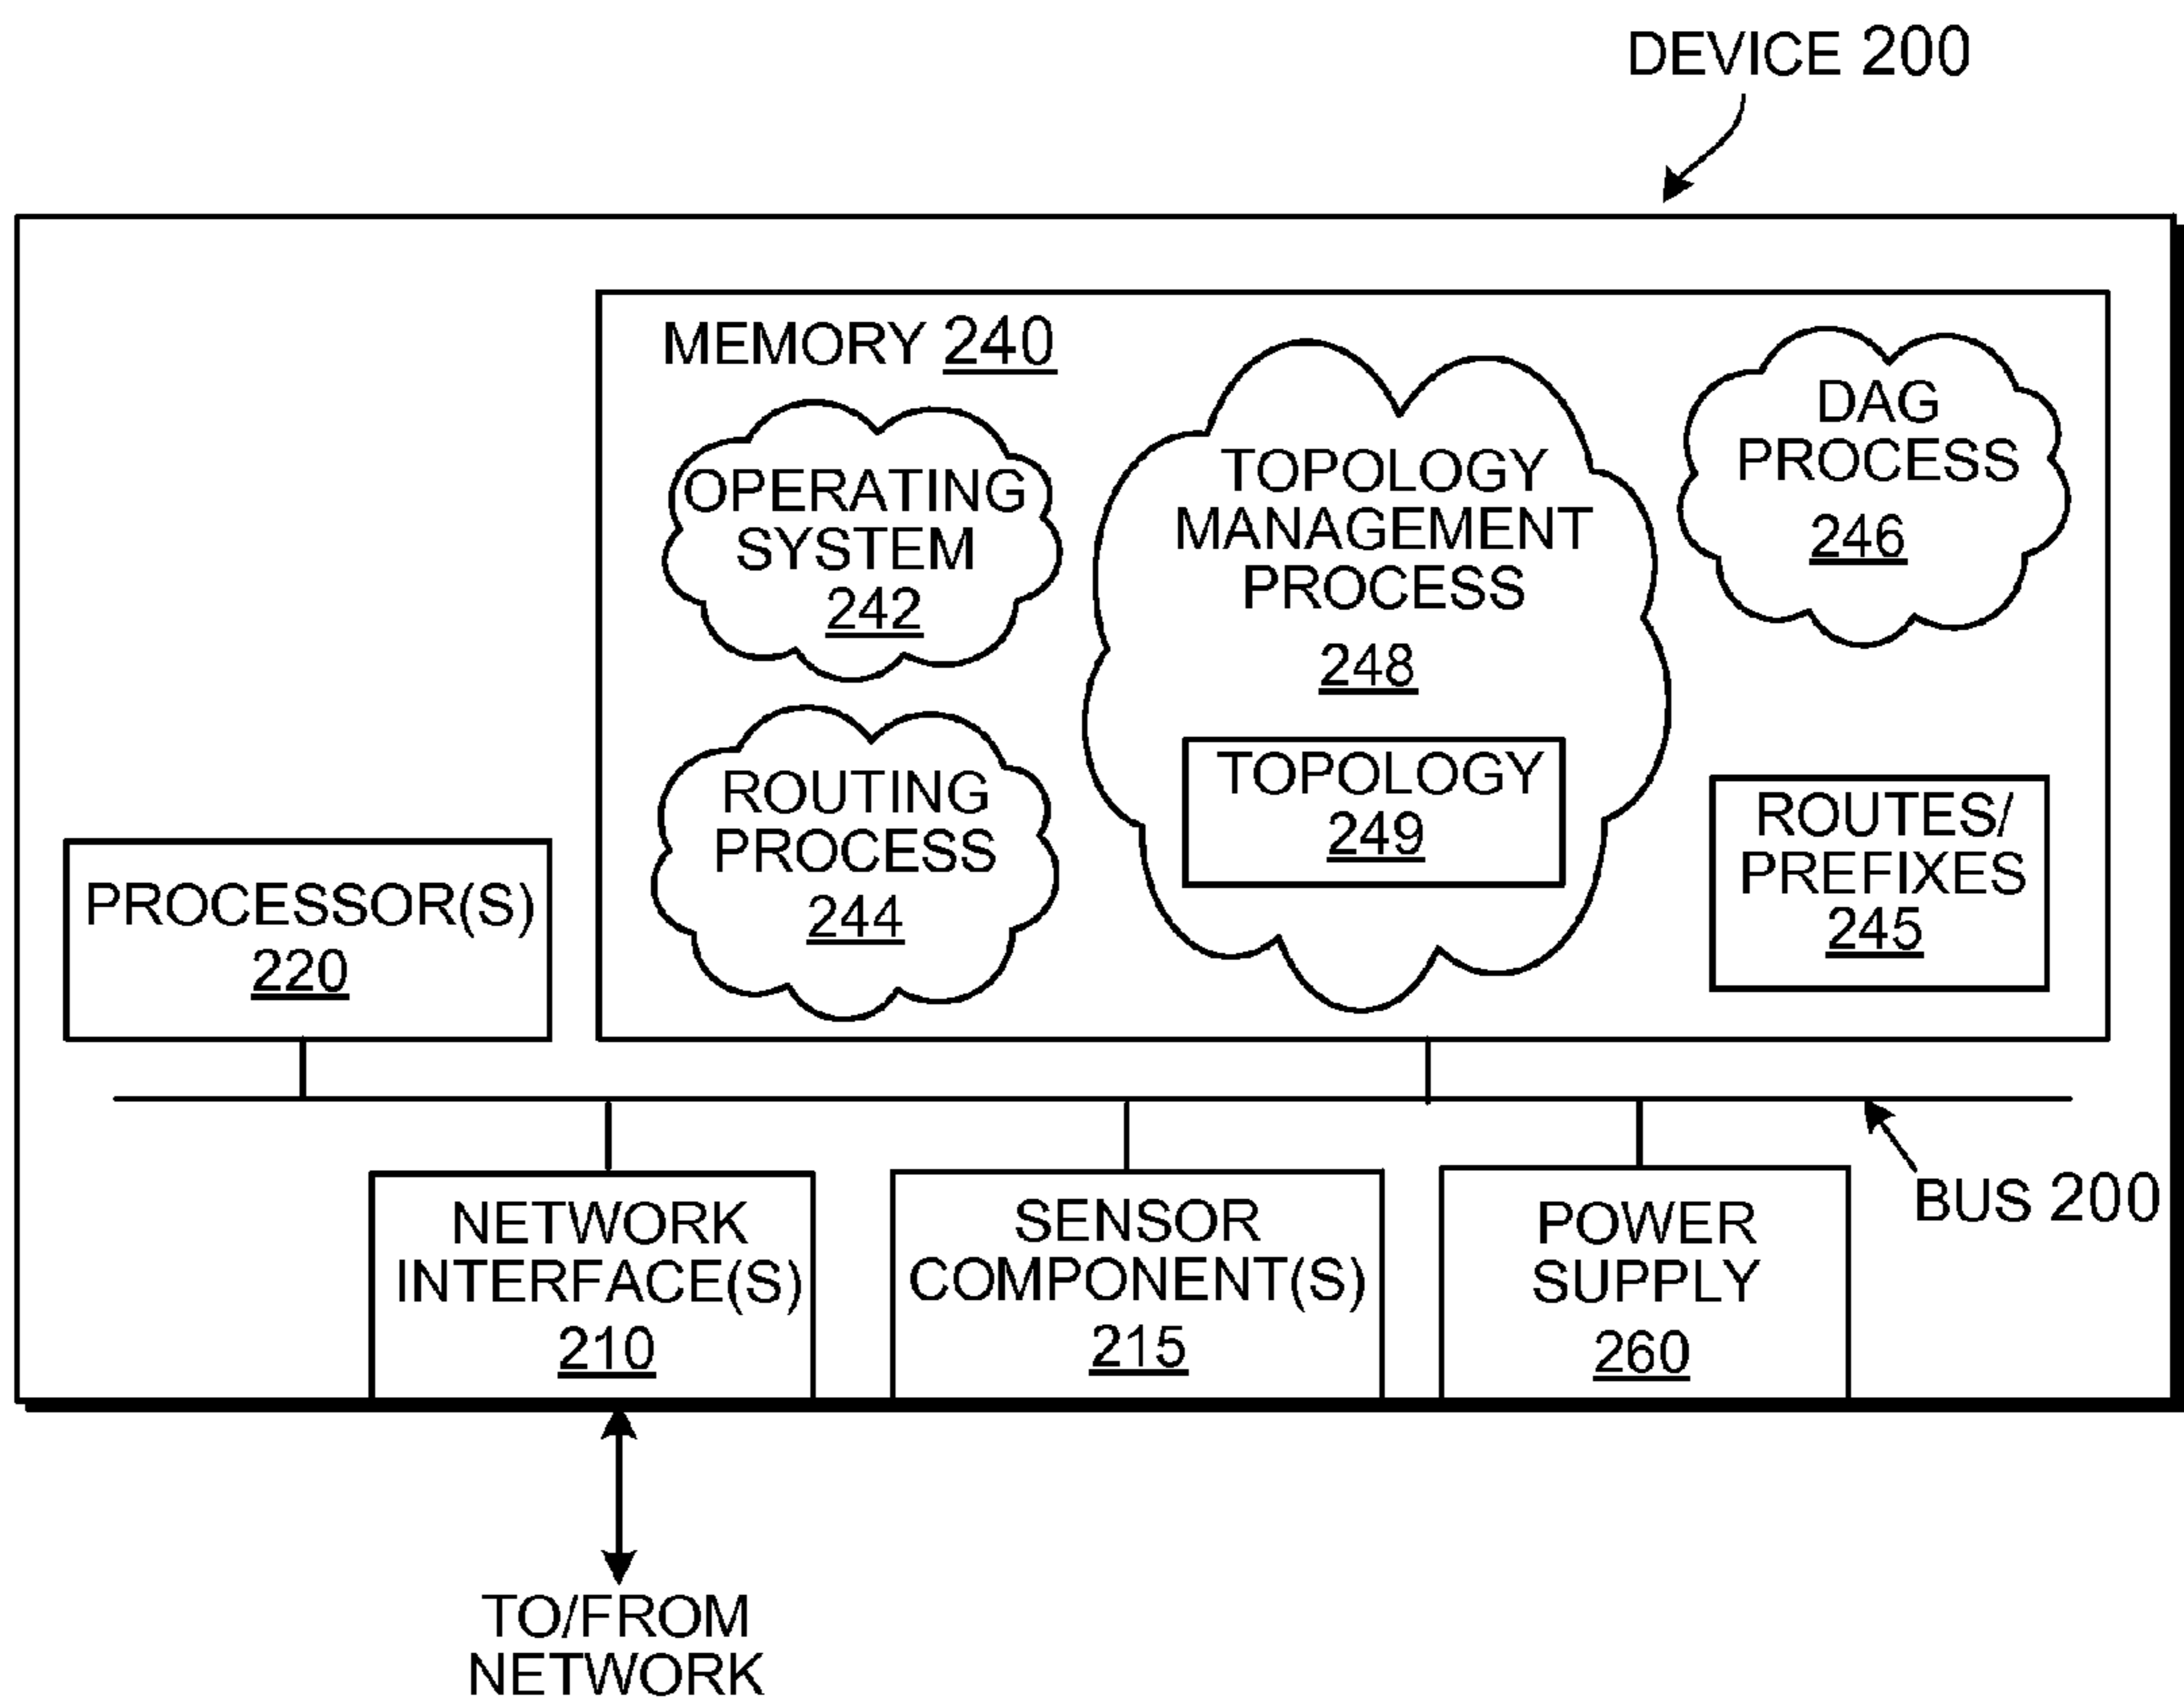 DEVICE 200
MEMORY 240
OPERATING
SYSTEM
242
TOPOLOGY
MANAGEMENT
PROCESS
248
TOPOLOGY
249
DAG
PROCESS
246
ROUTING
PROCESS
244
ROUTES/
PREFIXES
245
PROCESSOR(S)
220
BUS 200
NETWORK
INTERFACE(S)
210
SENSOR
COMPONENT(S)
215
POWER
SUPPLY
260
TO/FROM
NETWORK